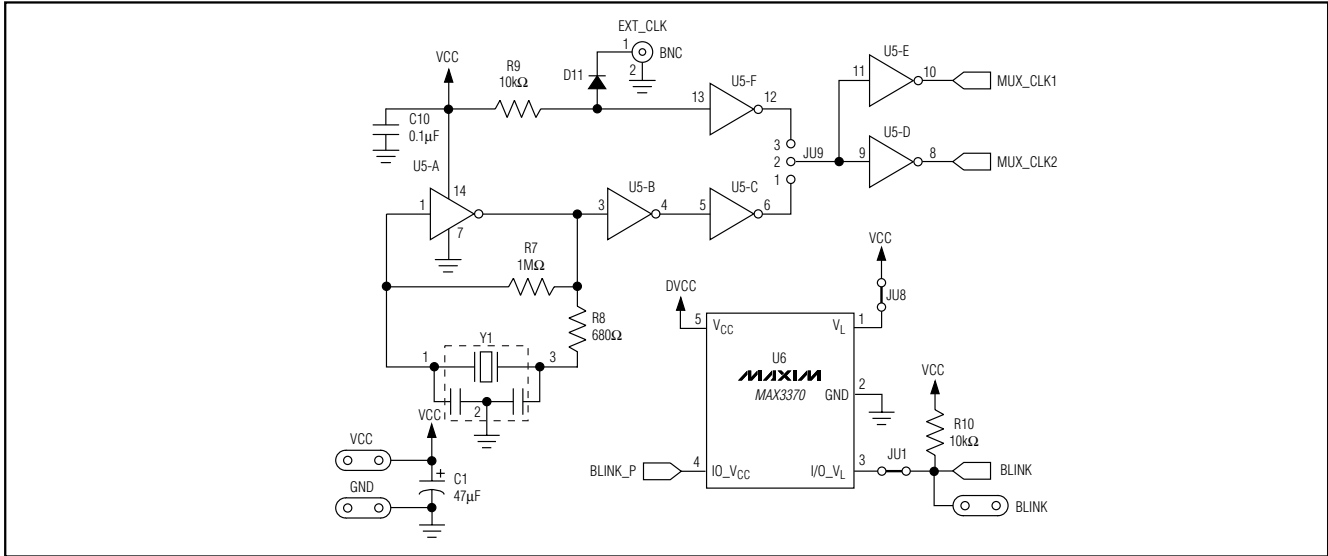 EXT_CLK
1
BNC
2
VCC
R9
10kΩ
D11
U5-F
13
12
U5-E
11
10
MUX_CLK1
C10
0.1µF
3
2
1
JU9
U5-D
9
8
MUX_CLK2
U5-A
1
14
7
U5-B
3
4
U5-C
5
6
R7
1MΩ
R8
680Ω
Y1
1
3
2
VCC
DVCC
VCC
JU8
5
VCC
VL
1
U6
MAXIM
MAX3370
GND
2
VCC
R10
10kΩ
BLINK_P
4
IO_VCC
I/O_VL
3
JU1
BLINK
BLINK
VCC
GND
+
C1
47µF